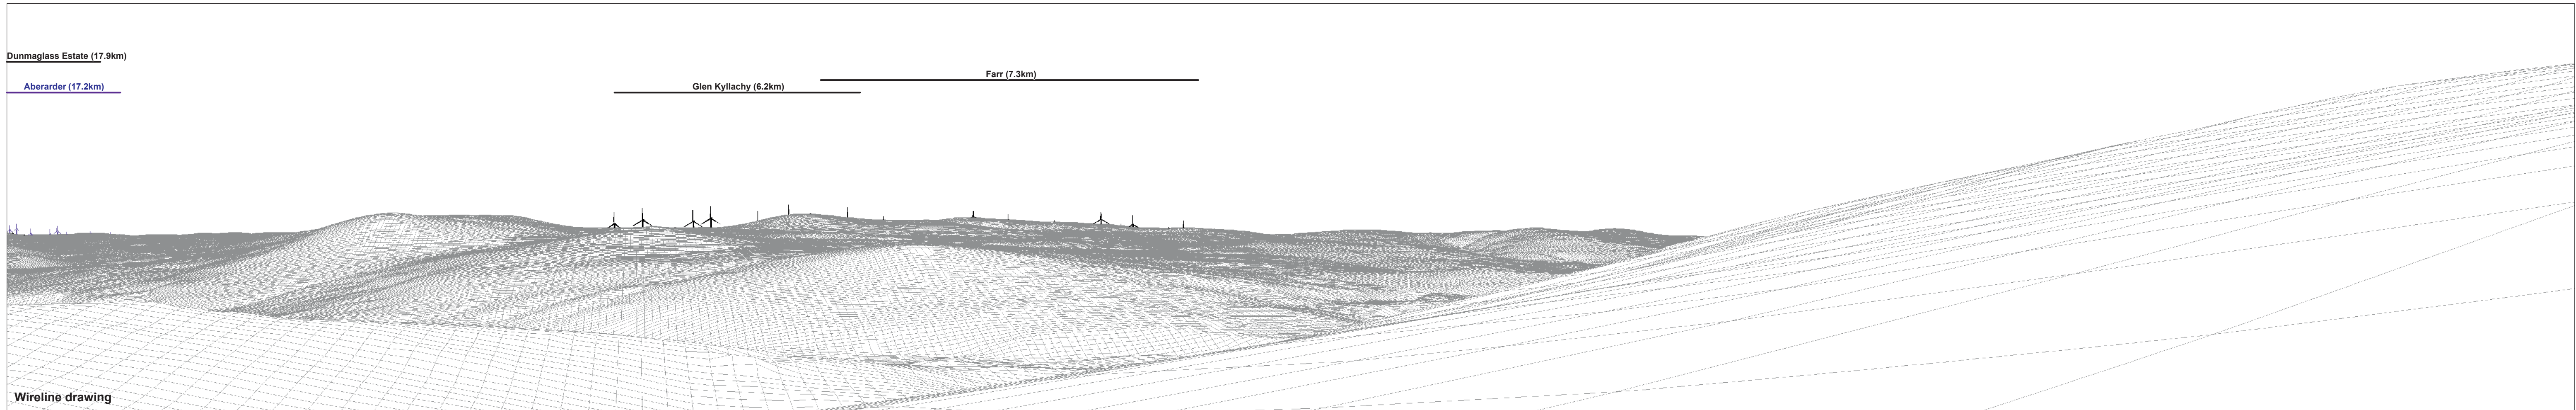 Dunmaglass Estate (17.9km)
Aberarder (17.2km)
Glen Kyllachy (6.2km)
Farr (7.3km)
Wireline drawing